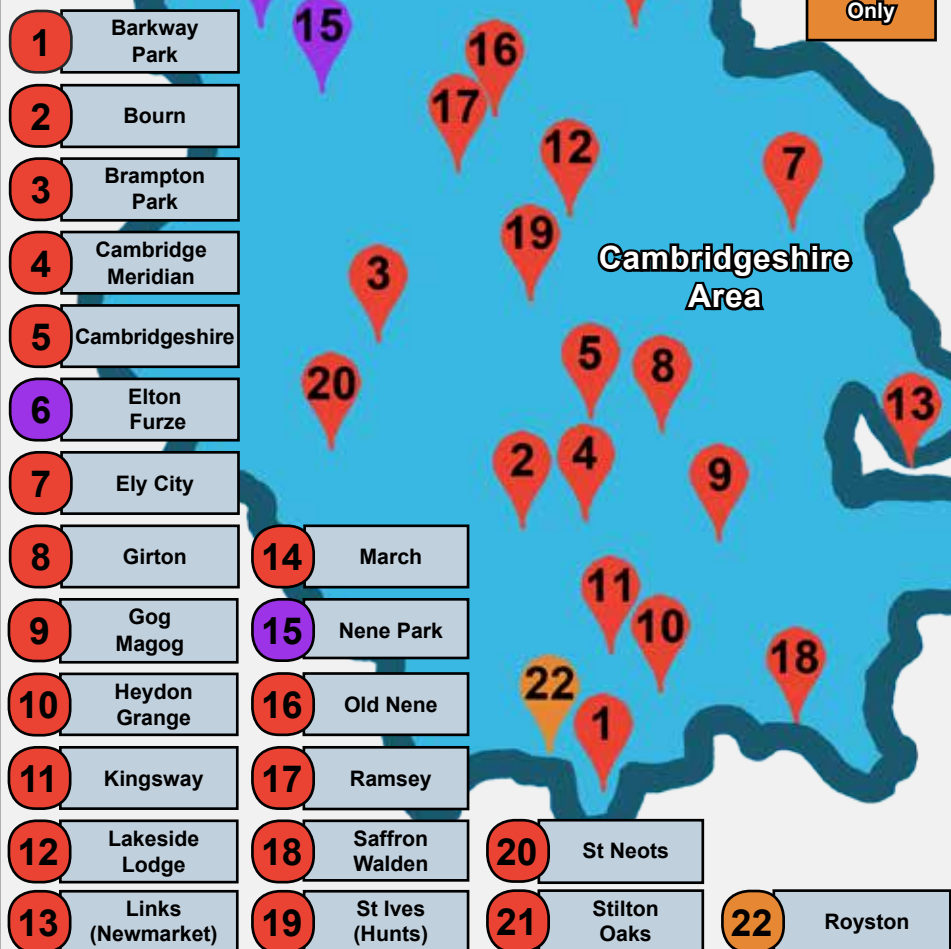 Only
15
16
17
12
7
19
Cambridgeshire
Area
3
5
8
20
13
2
4
9
11
10
18
22
1
1
Barkway
Park
2
Bourn
3
Brampton
Park
4
Cambridge
Meridian
5
Cambridgeshire
6
Elton
Furze
7
Ely City
8
Girton
9
Gog
Magog
10
Heydon
Grange
11
Kingsway
12
Lakeside
Lodge
13
Links
(Newmarket)
14
March
15
Nene Park
16
Old Nene
17
Ramsey
18
Saffron
Walden
19
St Ives
(Hunts)
20
St Neots
21
Stilton
Oaks
22
Royston